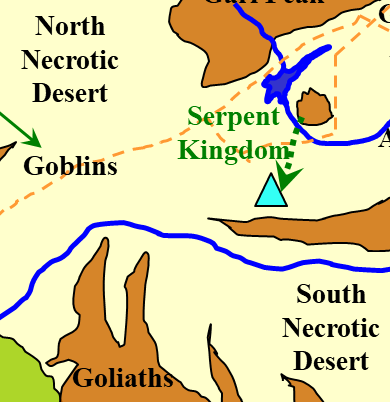 North
Necrotic
Desert
Serpent
Kingdom
Goblins
South
Necrotic
Desert
Goliaths